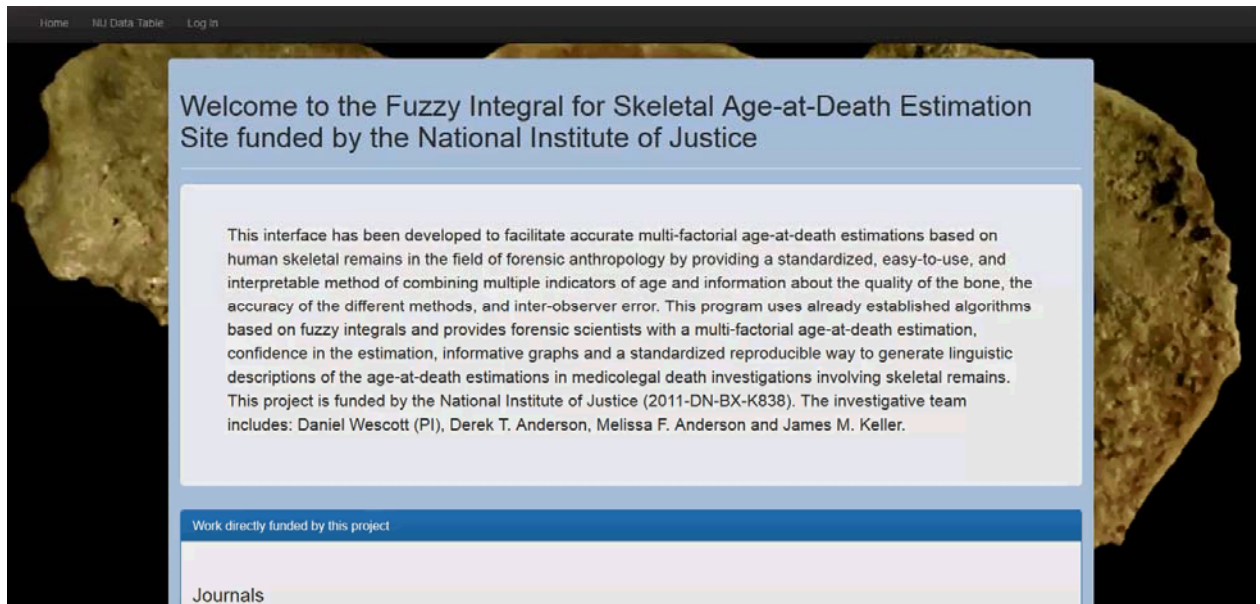 Home NIJ Data Table Log In
Welcome to the Fuzzy Integral for Skeletal Age-at-Death Estimation
Site funded by the National Institute of Justice
This interface has been developed to facilitate accurate multi-factorial age-at-death estimations based on
human skeletal remains in the field of forensic anthropology by providing a standardized, easy-to-use, and
interpretable method of combining multiple indicators of age and information about the quality of the bone, the
accuracy of the different methods, and inter-observer error. This program uses already established algorithms
based on fuzzy integrals and provides forensic scientists with a multi-factorial age-at-death estimation,
confidence in the estimation, informative graphs and a standardized reproducible way to generate linguistic
descriptions of the age-at-death estimations in medicolegal death investigations involving skeletal remains.
This project is funded by the National Institute of Justice (2011-DN-BX-K838). The investigative team
includes: Daniel Wescott (PI), Derek T. Anderson, Melissa F. Anderson and James M. Keller.
Work directly funded by this project
Journals